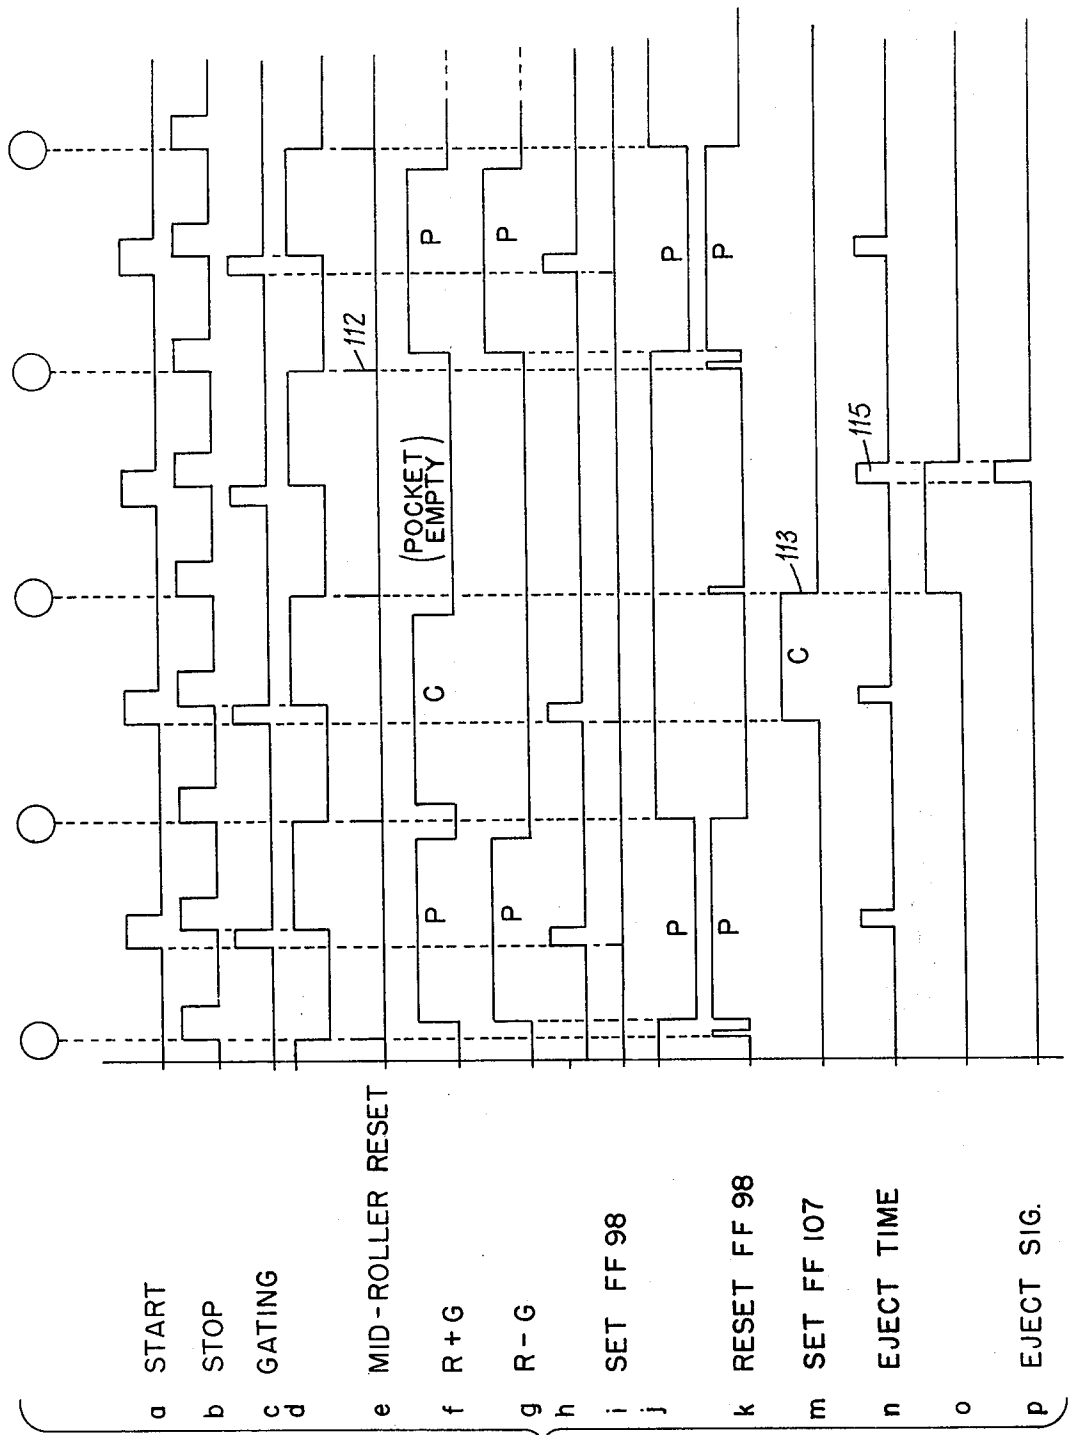 a START
b STOP
c GATING
d
e MID-ROLLER RESET
112
f R+G
P C (POCKET EMPTY) P
g R-G
P P
h
i SET FF 98
j
P P
k RESET FF 98
P P
m SET FF 107
C 113
n EJECT TIME
115
o
p EJECT SIG.